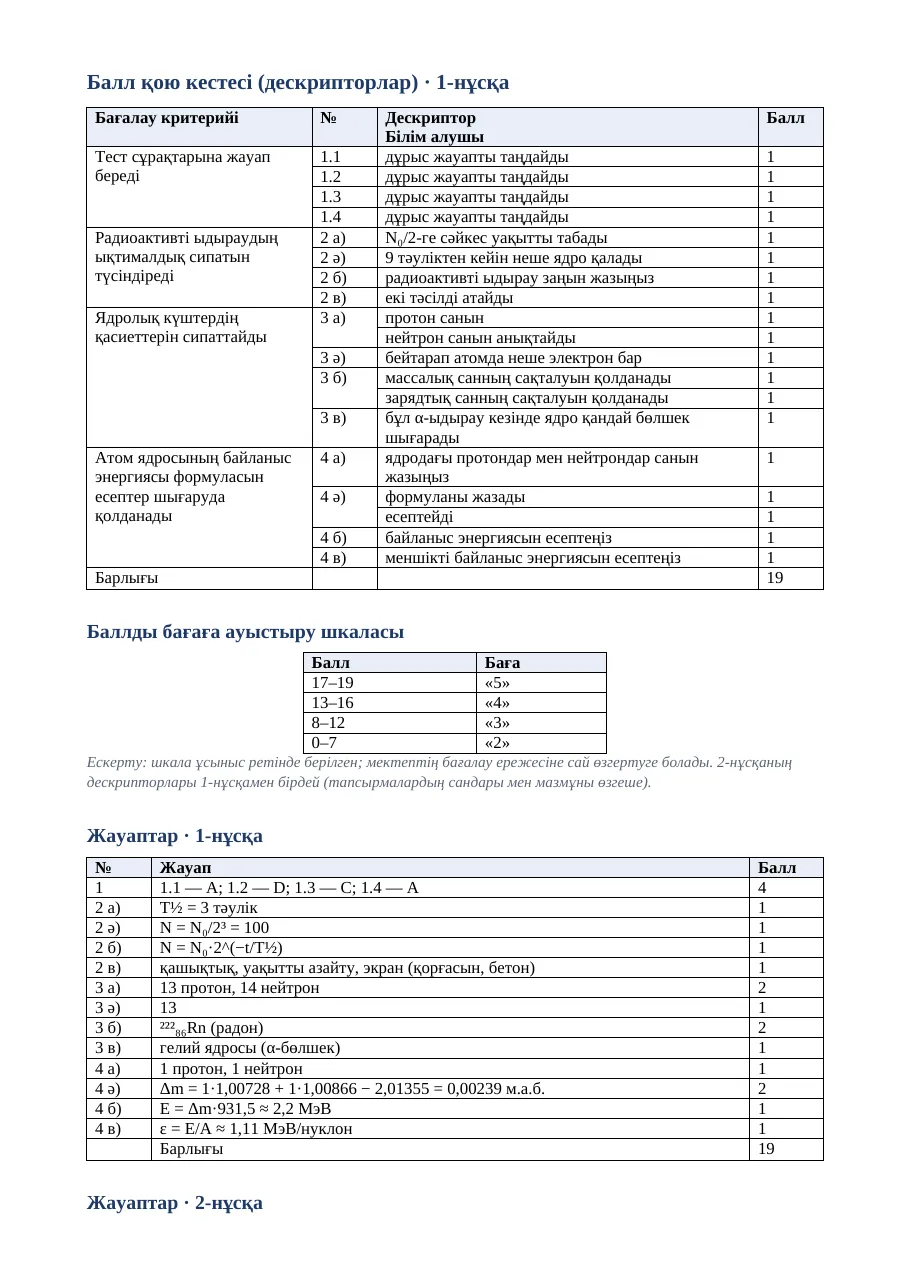 Балл қою кестесі (дескрипторлар) · 1-нұсқа
Бағалау критерийі № Дескриптор Балл
Білім алушы
Тест сұрақтарына жауап 1.1 дұрыс жауапты таңдайды 1
береді 1.2 дұрыс жауапты таңдайды 1
1.3 дұрыс жауапты таңдайды 1
1.4 дұрыс жауапты таңдайды 1
Радиоактивті ыдыраудың 2 а) N₀/2-ге сәйкес уақытты табады 1
ықтималдық сипатын 2 ә) 9 тәуліктен кейін неше ядро қалады 1
түсіндіреді 2 б) радиоактивті ыдырау заңын жазыңыз 1
2 в) екі тәсілді атайды 1
Ядролық күштердің 3 а) протон санын 1
қасиеттерін сипаттайды нейтрон санын анықтайды 1
3 ә) бейтарап атомда неше электрон бар 1
3 б) массалық санның сақталуын қолданады 1
зарядтық санның сақталуын қолданады 1
3 в) бұл α-ыдырау кезінде ядро қандай бөлшек 1
шығарады
Атом ядросының байланыс 4 а) ядродағы протондар мен нейтрондар санын 1
энергиясы формуласын жазыңыз
есептер шығаруда 4 ә) формуланы жазады 1
қолданады есептейді 1
4 б) байланыс энергиясын есептеңіз 1
4 в) меншікті байланыс энергиясын есептеңіз 1
Барлығы 19
Баллды бағаға ауыстыру шкаласы
Балл Баға
17–19 «5»
13–16 «4»
8–12 «3»
0–7 «2»
Ескерту: шкала ұсыныс ретінде берілген; мектептің бағалау ережесіне сай өзгертуге болады. 2-нұсқаның
дескрипторлары 1-нұсқамен бірдей (тапсырмалардың сандары мен мазмұны өзгеше).
Жауаптар · 1-нұсқа
№ Жауап Балл
1 1.1 — A; 1.2 — D; 1.3 — C; 1.4 — A 4
2 а) T½ = 3 тәулік 1
2 ә) N = N₀/2³ = 100 1
2 б) N = N₀·2^(−t/T½) 1
2 в) қашықтық, уақытты азайту, экран (қорғасын, бетон) 1
3 а) 13 протон, 14 нейтрон 2
3 ә) 13 1
3 б) ²²²₈₆Rn (радон) 2
3 в) гелий ядросы (α-бөлшек) 1
4 а) 1 протон, 1 нейтрон 1
4 ә) Δm = 1·1,00728 + 1·1,00866 − 2,01355 = 0,00239 м.а.б. 2
4 б) E = Δm·931,5 ≈ 2,2 МэВ 1
4 в) ε = E/A ≈ 1,11 МэВ/нуклон 1
Барлығы 19
Жауаптар · 2-нұсқа